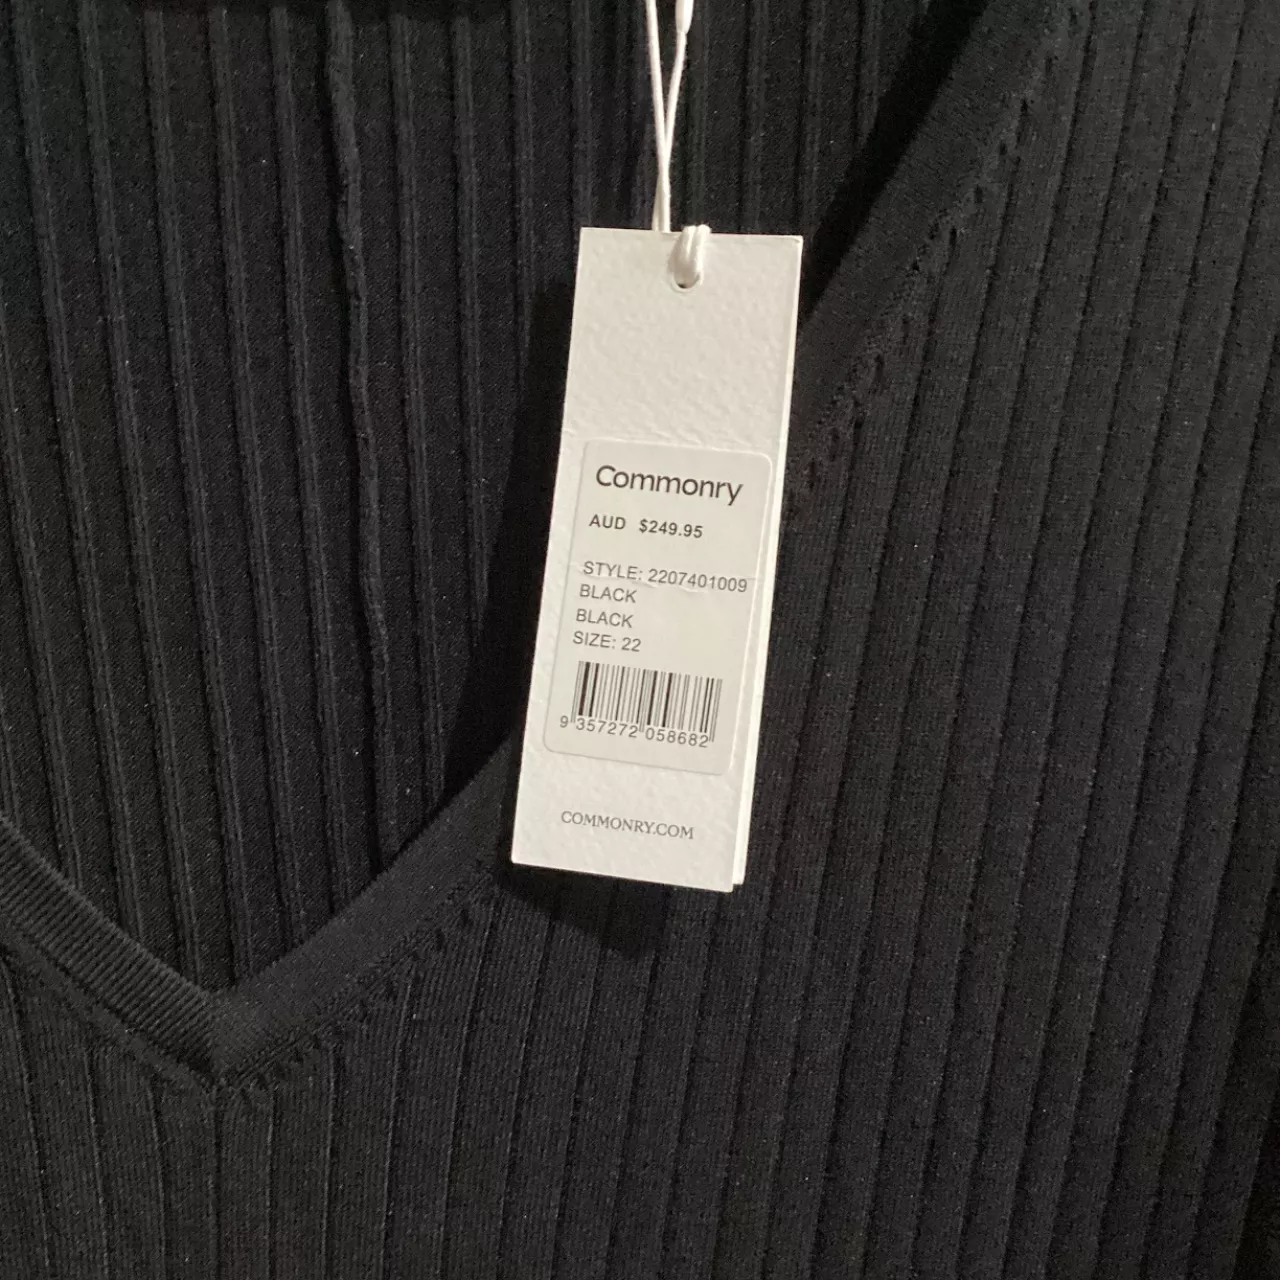 Commonry
AUD $249.95
STYLE: 2207401009
BLACK
BLACK
SIZE: 22
9 357272 058682
COMMONRY.COM